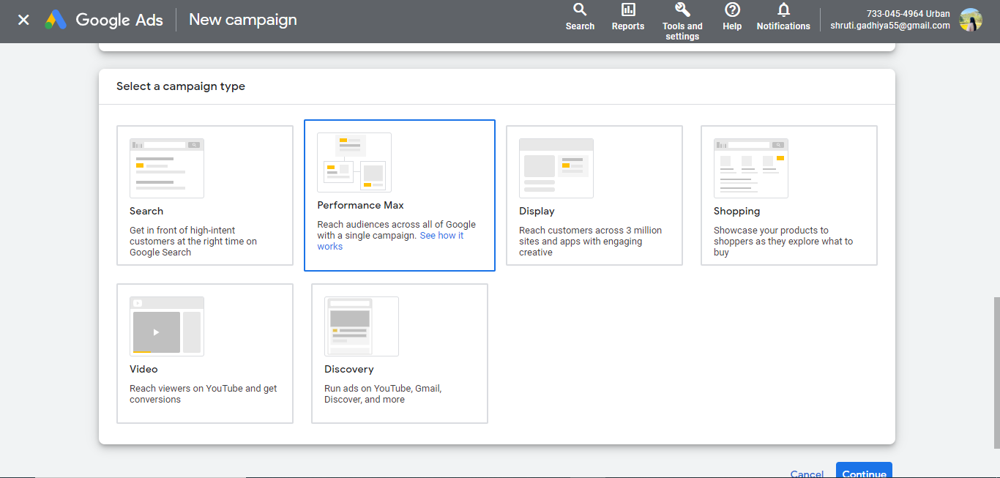 Google Ads
New campaign
Search
Reports
Tools and
settings
Help
Notifications
733-045-4964 Urban
shruti.gadhiya55@gmail.com
Select a campaign type
Search
Get in front of high-intent
customers at the right time on
Google Search
Performance Max
Reach audiences across all of Google
with a single campaign. See how it
works
Display
Reach customers across 3 million
sites and apps with engaging
creative
Shopping
Showcase your products to
shoppers as they explore what to
buy
Video
Reach viewers on YouTube and get
conversions
Discovery
Run ads on YouTube, Gmail,
Discover, and more
Cancel
Continue